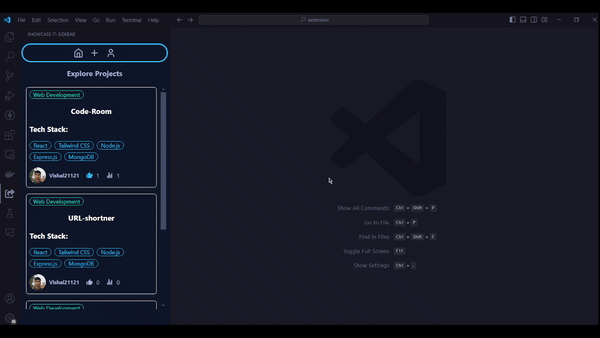 File Edit Selection View Go Run Terminal Help
extension
SHOWCASE IT: SIDEBAR
Explore Projects
Web Development
Code-Room
Tech Stack:
React Tailwind CSS Node.js
Express.js MongoDB
Vishal21121 1 1
Web Development
URL-shortner
Tech Stack:
React Tailwind CSS Node.js
Express.js MongoDB
Vishal21121 0 0
Web Development
Show All Commands Ctrl + Shift + P
Go to File Ctrl + P
Find in Files Ctrl + Shift + F
Toggle Full Screen F11
Show Settings Ctrl + ,